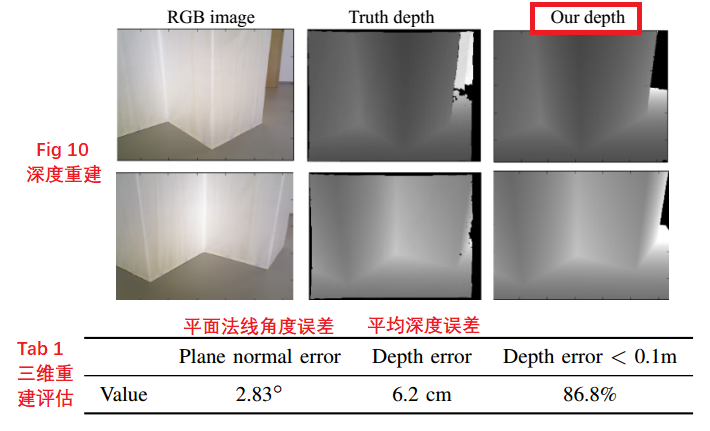 RGB image Truth depth Our depth
Fig 10
深度重建
平面法线角度误差 平均深度误差
Tab 1
三维重
建评估
Plane normal error Depth error Depth error < 0.1m
Value 2.83° 6.2 cm 86.8%